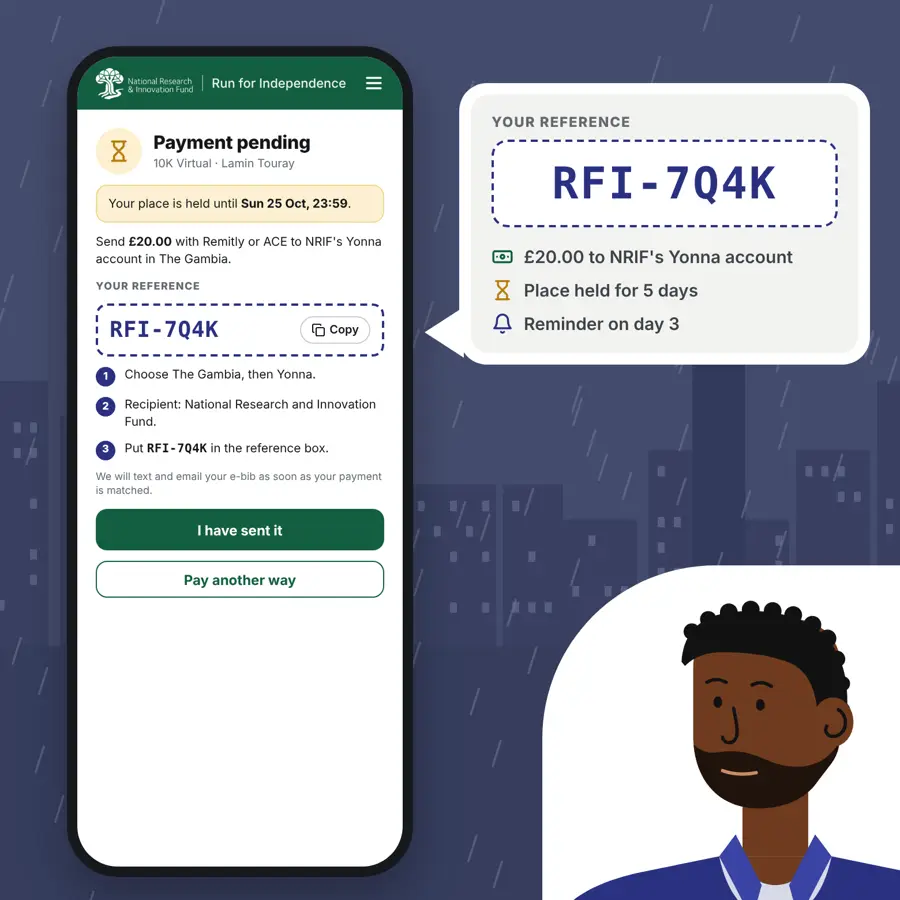 National Research
& Innovation Fund
Run for Independence
Payment pending
10K Virtual · Lamin Touray
Your place is held until Sun 25 Oct, 23:59.
Send £20.00 with Remitly or ACE to NRIF's Yonna
account in The Gambia.
YOUR REFERENCE
RFI-7Q4K
Copy
1 Choose The Gambia, then Yonna.
2 Recipient: National Research and Innovation
Fund.
3 Put RFI-7Q4K in the reference box.
We will text and email your e-bib as soon as your payment
is matched.
I have sent it
Pay another way
YOUR REFERENCE
RFI-7Q4K
£20.00 to NRIF's Yonna account
Place held for 5 days
Reminder on day 3